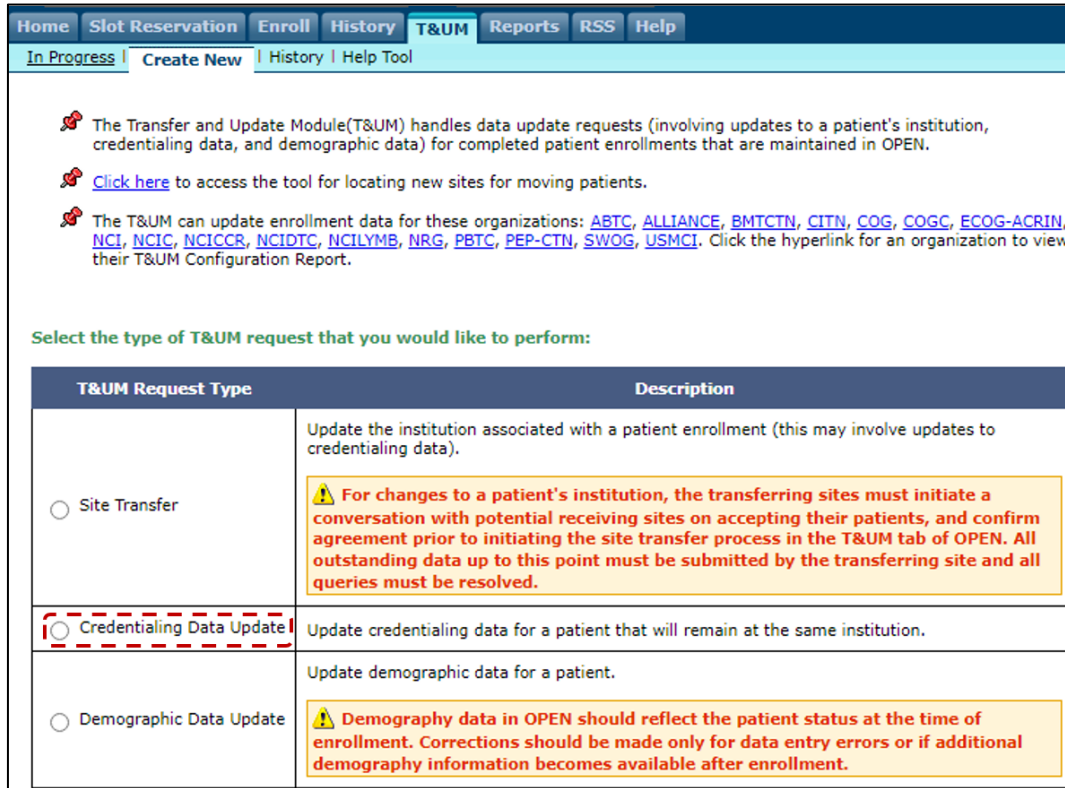 Home Slot Reservation Enroll History T&UM Reports RSS Help
In Progress | Create New | History | Help Tool
The Transfer and Update Module(T&UM) handles data update requests (involving updates to a patient's institution,
credentialing data, and demographic data) for completed patient enrollments that are maintained in OPEN.
Click here to access the tool for locating new sites for moving patients.
The T&UM can update enrollment data for these organizations: ABTC, ALLIANCE, BMTCTN, CITN, COG, COGC, ECOG-ACRIN,
NCI, NCIC, NCICCR, NCIDTC, NCILYMB, NRG, PBTC, PEP-CTN, SWOG, USMCI. Click the hyperlink for an organization to view
their T&UM Configuration Report.
Select the type of T&UM request that you would like to perform:
T&UM Request Type Description
Site Transfer
Update the institution associated with a patient enrollment (this may involve updates to
credentialing data).
For changes to a patient's institution, the transferring sites must initiate a
conversation with potential receiving sites on accepting their patients, and confirm
agreement prior to initiating the site transfer process in the T&UM tab of OPEN. All
outstanding data up to this point must be submitted by the transferring site and all
queries must be resolved.
Credentialing Data Update Update credentialing data for a patient that will remain at the same institution.
Demographic Data Update
Update demographic data for a patient.
Demography data in OPEN should reflect the patient status at the time of
enrollment. Corrections should be made only for data entry errors or if additional
demography information becomes available after enrollment.